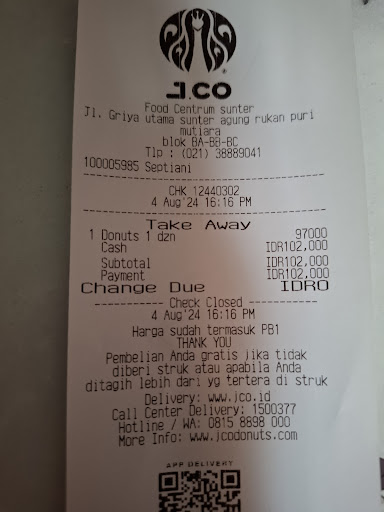 J.CO
Food Centrum sunter
Jl. Griya utama sunter agung rukan puri
mutiara
blok BA-BB-BC
Tlp : (021) 38889041
100005985 Septiani
CHK 12440302
4 Aug'24 16:16 PM
Take Away
1 Donuts 1 dzn 97000
Cash IDR102,000
Subtotal IDR102,000
Payment IDR102,000
Change Due IDR0
------------ Check Closed ------------
4 Aug'24 16:16 PM
Harga sudah termasuk PB1
THANK YOU
Pembelian Anda gratis jika tidak
diberi struk atau apabila Anda
ditagih lebih dari yg tertera di struk
Delivery: www.jco.id
Call Center Delivery: 1500377
Hotline / WA: 0815 8898 000
More Info: www.jcodonuts.com
APP DELIVERY